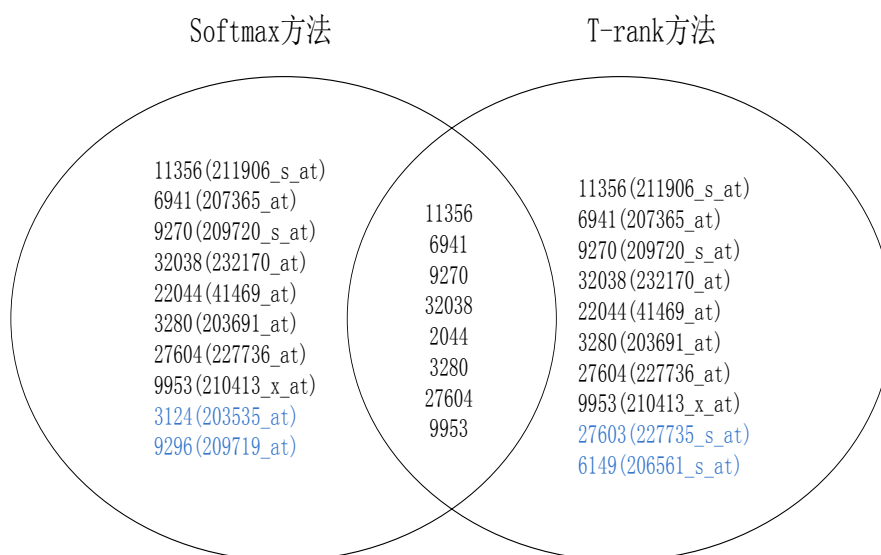 Softmax方法
T-rank方法
11356(211906_s_at)
6941(207365_at)
9270(209720_s_at)
32038(232170_at)
22044(41469_at)
3280(203691_at)
27604(227736_at)
9953(210413_x_at)
3124(203535_at)
9296(209719_at)
11356
6941
9270
32038
2044
3280
27604
9953
11356(211906_s_at)
6941(207365_at)
9270(209720_s_at)
32038(232170_at)
22044(41469_at)
3280(203691_at)
27604(227736_at)
9953(210413_x_at)
27603(227735_s_at)
6149(206561_s_at)